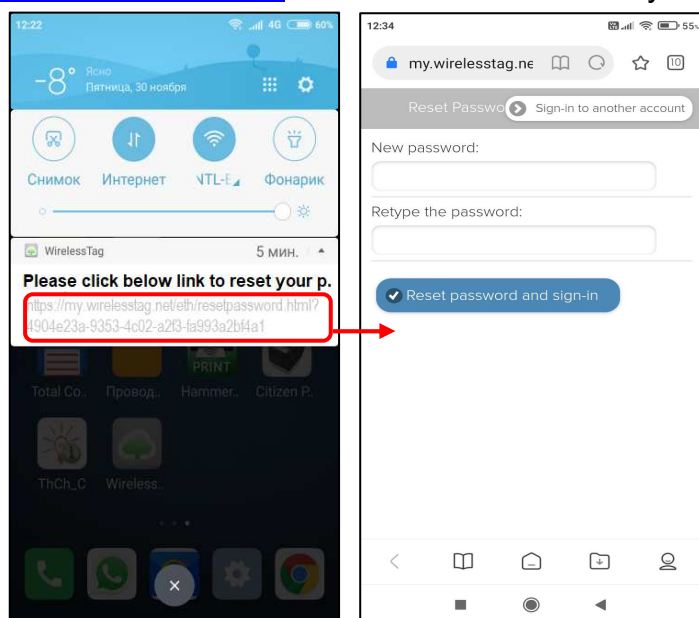 12:22
4G 60%
-8° Ясно
Пятница, 30 ноября
Снимок Интернет Фонарик
WirelessTag 5 мин.
Please click below link to reset your p.
https://my.wirelesstag.net/eth/resetpassword.html?
4904e23a-9353-4c02-a2f3-fa993a2bf4a1
PRINT
Total Co.. Провод.. Hammer.. Citizen P..
ThCh_C Wireless..
12:34
55
my.wirelesstag.ne 10
Reset Passwo Sign-in to another account
New password:
Retype the password:
Reset password and sign-in